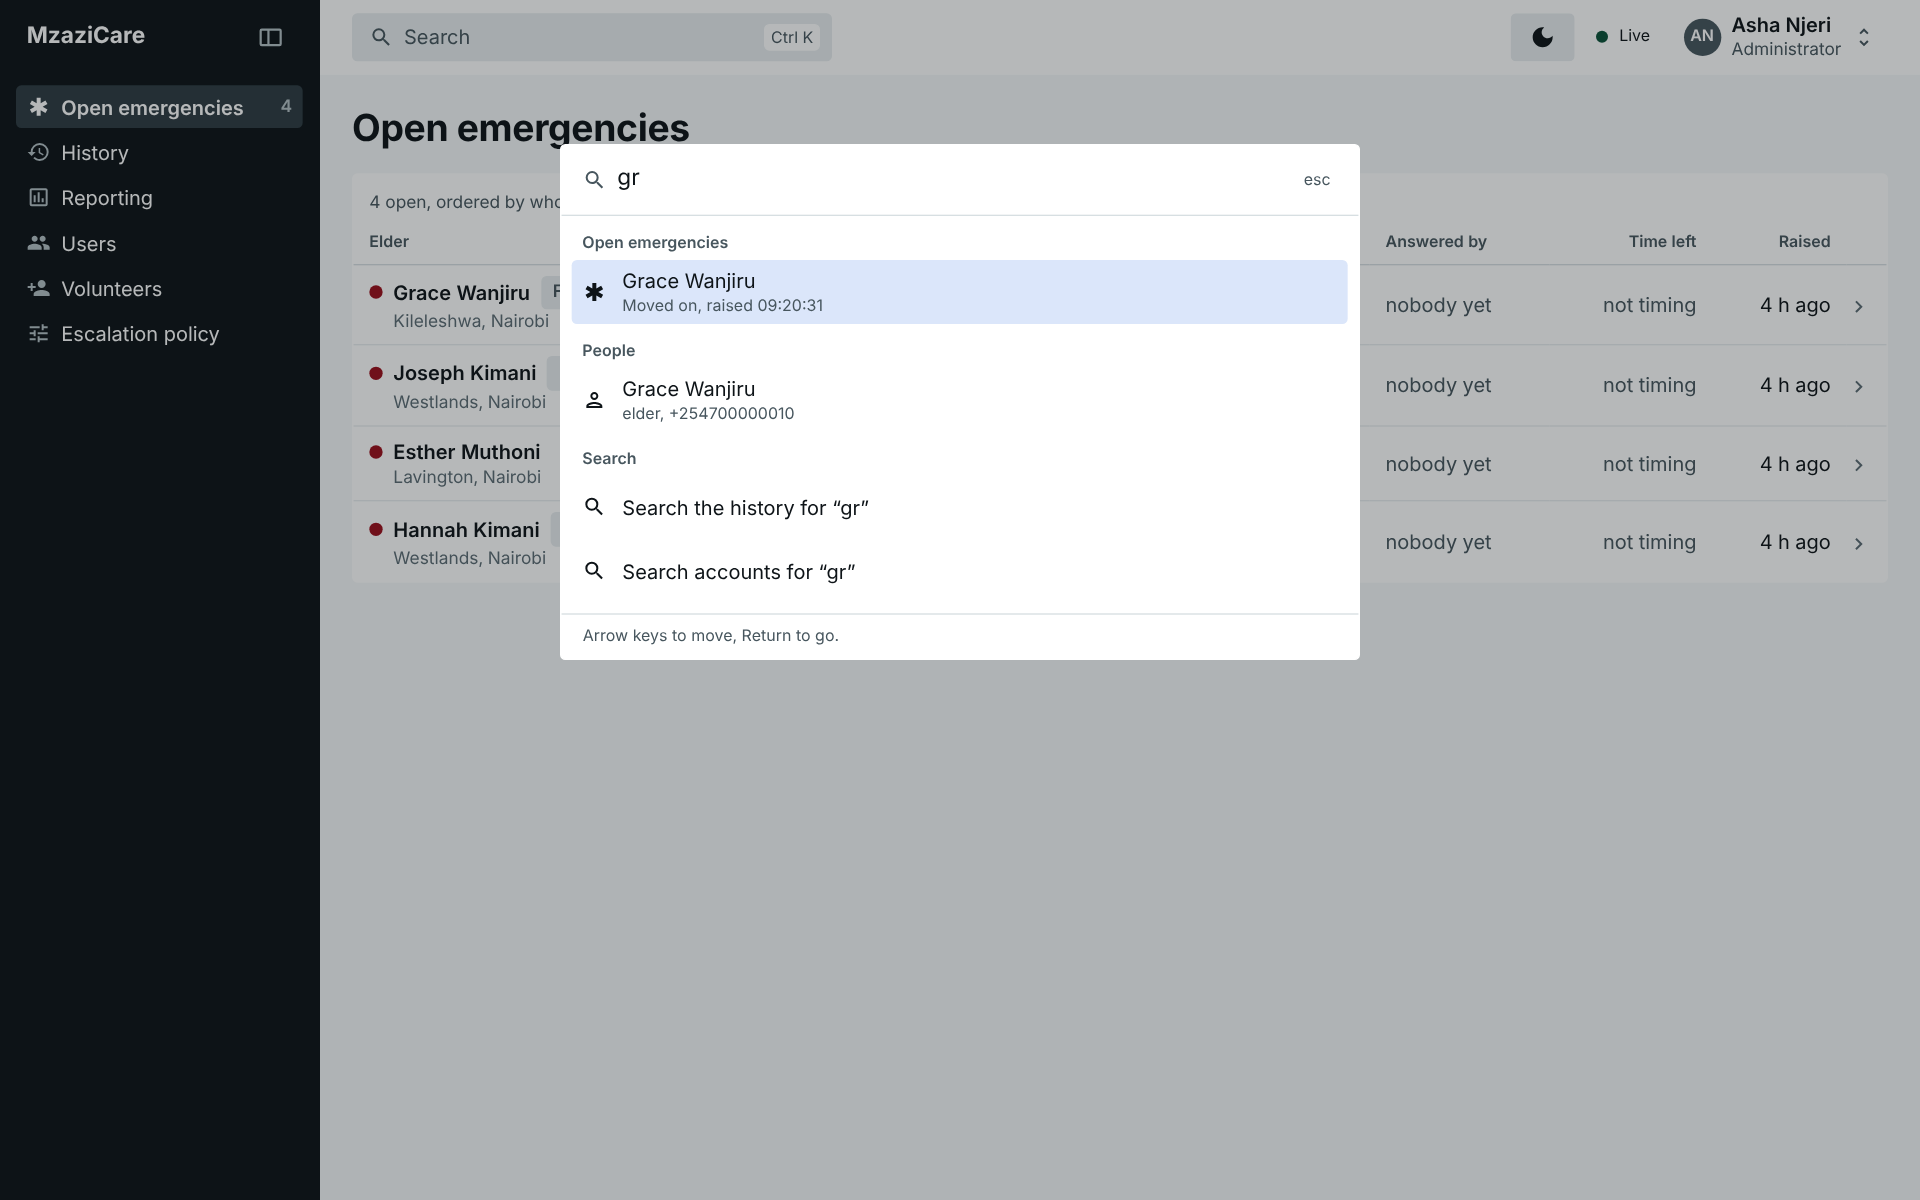 MzaziCare
Open emergencies 4
History
Reporting
Users
Volunteers
Escalation policy
Search Ctrl K
Live
AN
Asha Njeri
Administrator
Open emergencies
4 open, ordered by
Elder Answered by Time left Raised
Grace Wanjiru
Kileleshwa, Nairobi
nobody yet not timing 4 h ago
Joseph Kimani
Westlands, Nairobi
nobody yet not timing 4 h ago
Esther Muthoni
Lavington, Nairobi
nobody yet not timing 4 h ago
Hannah Kimani
Westlands, Nairobi
nobody yet not timing 4 h ago
gr esc
Open emergencies
Grace Wanjiru
Moved on, raised 09:20:31
People
Grace Wanjiru
elder, +254700000010
Search
Search the history for “gr”
Search accounts for “gr”
Arrow keys to move, Return to go.